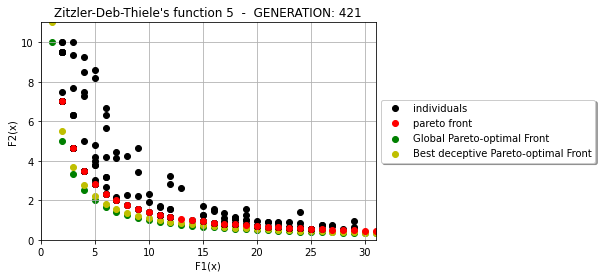 Zitzler-Deb-Thiele's function 5 - GENERATION: 421
10
8
6
4
2
0
F2(x)
0 5 10 15 20 25 30
F1(x)
individuals
pareto front
Global Pareto-optimal Front
Best deceptive Pareto-optimal Front